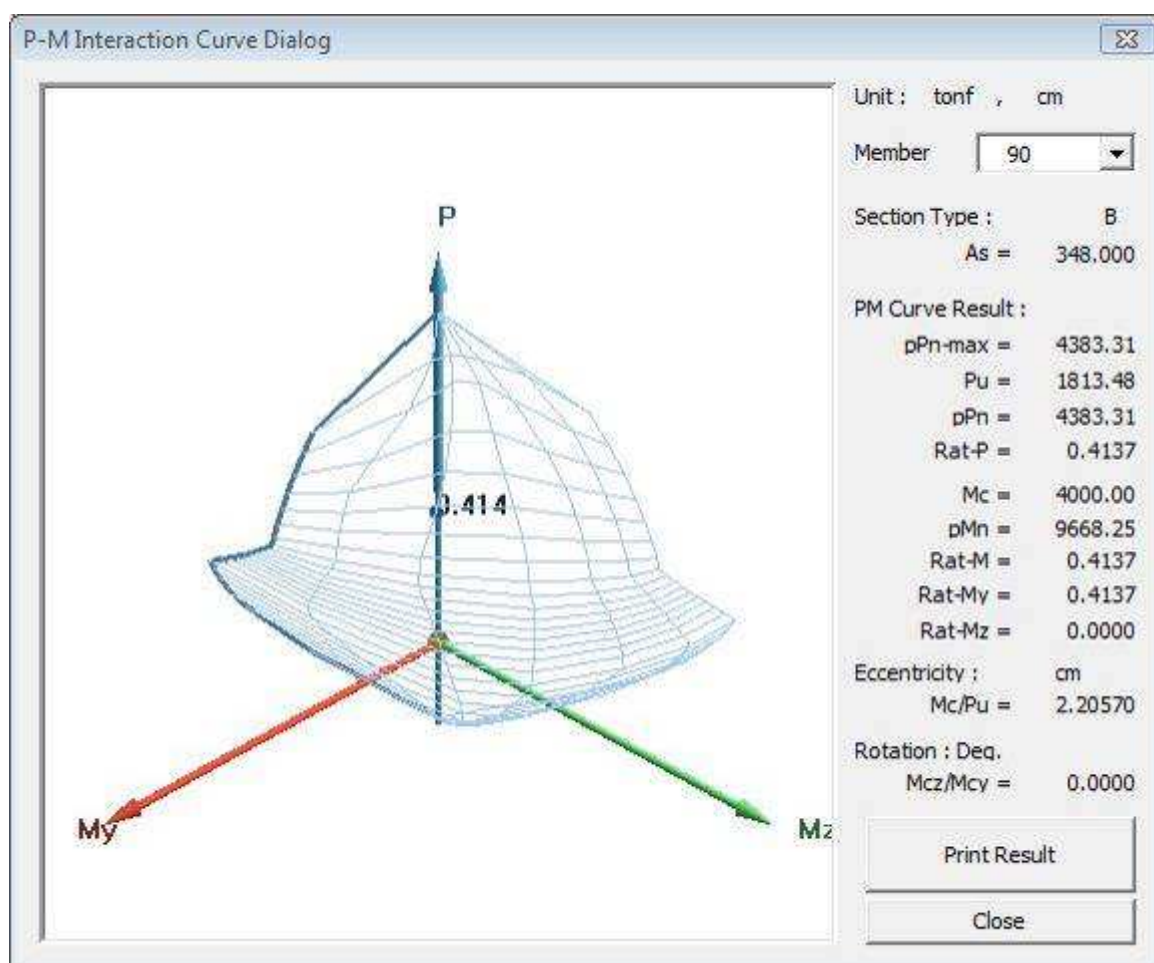 P-M Interaction Curve Dialog
Unit : tonf , cm
Member 90
Section Type : B
As = 348.000
PM Curve Result :
pPn-max = 4383.31
Pu = 1813.48
pPn = 4383.31
Rat-P = 0.4137
Mc = 4000.00
pMn = 9668.25
Rat-M = 0.4137
Rat-My = 0.4137
Rat-Mz = 0.0000
Eccentricity : cm
Mc/Pu = 2.20570
Rotation : Deg.
Mcz/Mcy = 0.0000
Print Result
Close
P
0.414
My
Mz